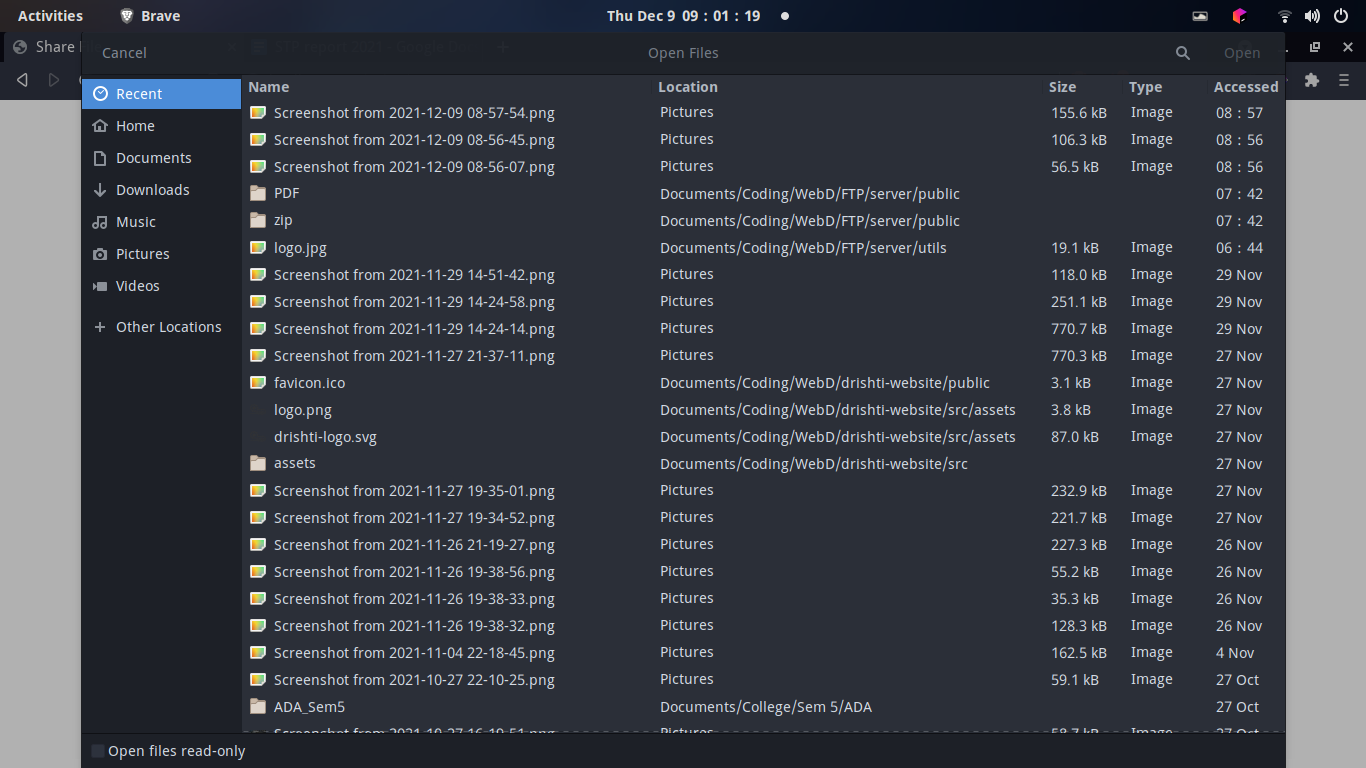 Activities Brave Thu Dec 9 09 : 01 : 19
Share
Cancel Open Files Open
Recent
Home
Documents
Downloads
Music
Pictures
Videos
Other Locations
Name Location Size Type Accessed
Screenshot from 2021-12-09 08-57-54.png Pictures 155.6 kB Image 08 : 57
Screenshot from 2021-12-09 08-56-45.png Pictures 106.3 kB Image 08 : 56
Screenshot from 2021-12-09 08-56-07.png Pictures 56.5 kB Image 08 : 56
PDF Documents/Coding/WebD/FTP/server/public 07 : 42
zip Documents/Coding/WebD/FTP/server/public 07 : 42
logo.jpg Documents/Coding/WebD/FTP/server/utils 19.1 kB Image 06 : 44
Screenshot from 2021-11-29 14-51-42.png Pictures 118.0 kB Image 29 Nov
Screenshot from 2021-11-29 14-24-58.png Pictures 251.1 kB Image 29 Nov
Screenshot from 2021-11-29 14-24-14.png Pictures 770.7 kB Image 29 Nov
Screenshot from 2021-11-27 21-37-11.png Pictures 770.3 kB Image 27 Nov
favicon.ico Documents/Coding/WebD/drishti-website/public 3.1 kB Image 27 Nov
logo.png Documents/Coding/WebD/drishti-website/src/assets 3.8 kB Image 27 Nov
drishti-logo.svg Documents/Coding/WebD/drishti-website/src/assets 87.0 kB Image 27 Nov
assets Documents/Coding/WebD/drishti-website/src 27 Nov
Screenshot from 2021-11-27 19-35-01.png Pictures 232.9 kB Image 27 Nov
Screenshot from 2021-11-27 19-34-52.png Pictures 221.7 kB Image 27 Nov
Screenshot from 2021-11-26 21-19-27.png Pictures 227.3 kB Image 26 Nov
Screenshot from 2021-11-26 19-38-56.png Pictures 55.2 kB Image 26 Nov
Screenshot from 2021-11-26 19-38-33.png Pictures 35.3 kB Image 26 Nov
Screenshot from 2021-11-26 19-38-32.png Pictures 128.3 kB Image 26 Nov
Screenshot from 2021-11-04 22-18-45.png Pictures 162.5 kB Image 4 Nov
Screenshot from 2021-10-27 22-10-25.png Pictures 59.1 kB Image 27 Oct
ADA_Sem5 Documents/College/Sem 5/ADA 27 Oct
Screenshot from 2021-10-27 16-19-51.png Pictures 58.7 kB Image 27 Oct
Open files read-only